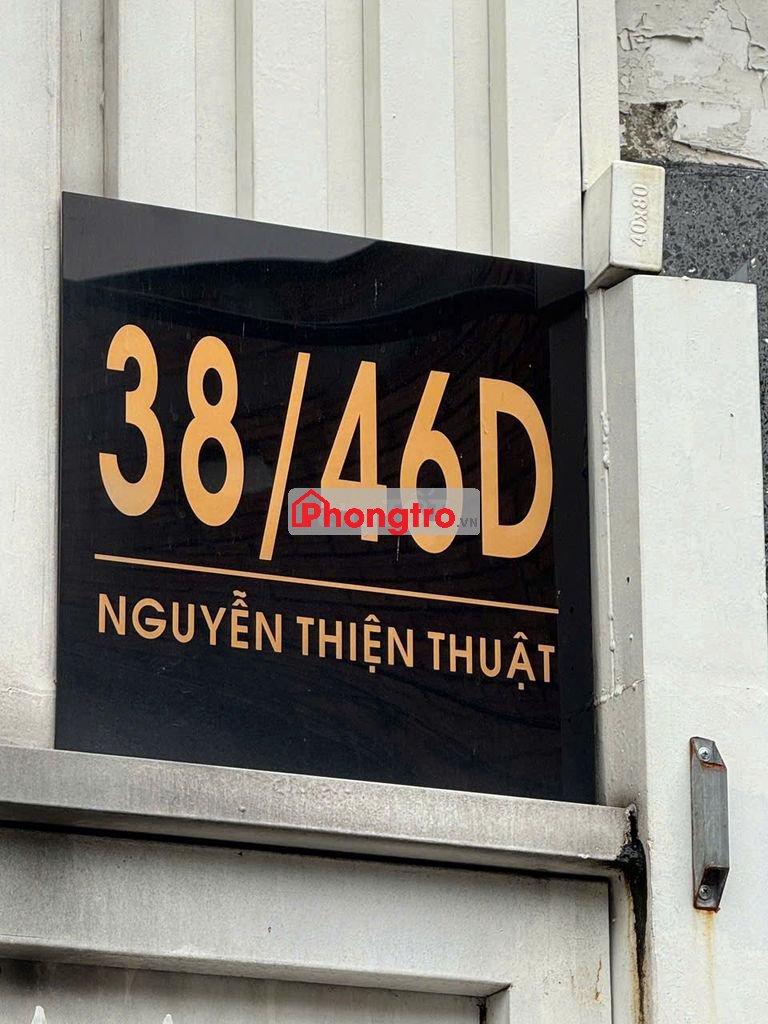 40x80
38/46D
Phongtro.VN
NGUYỄN THIỆN THUẬT